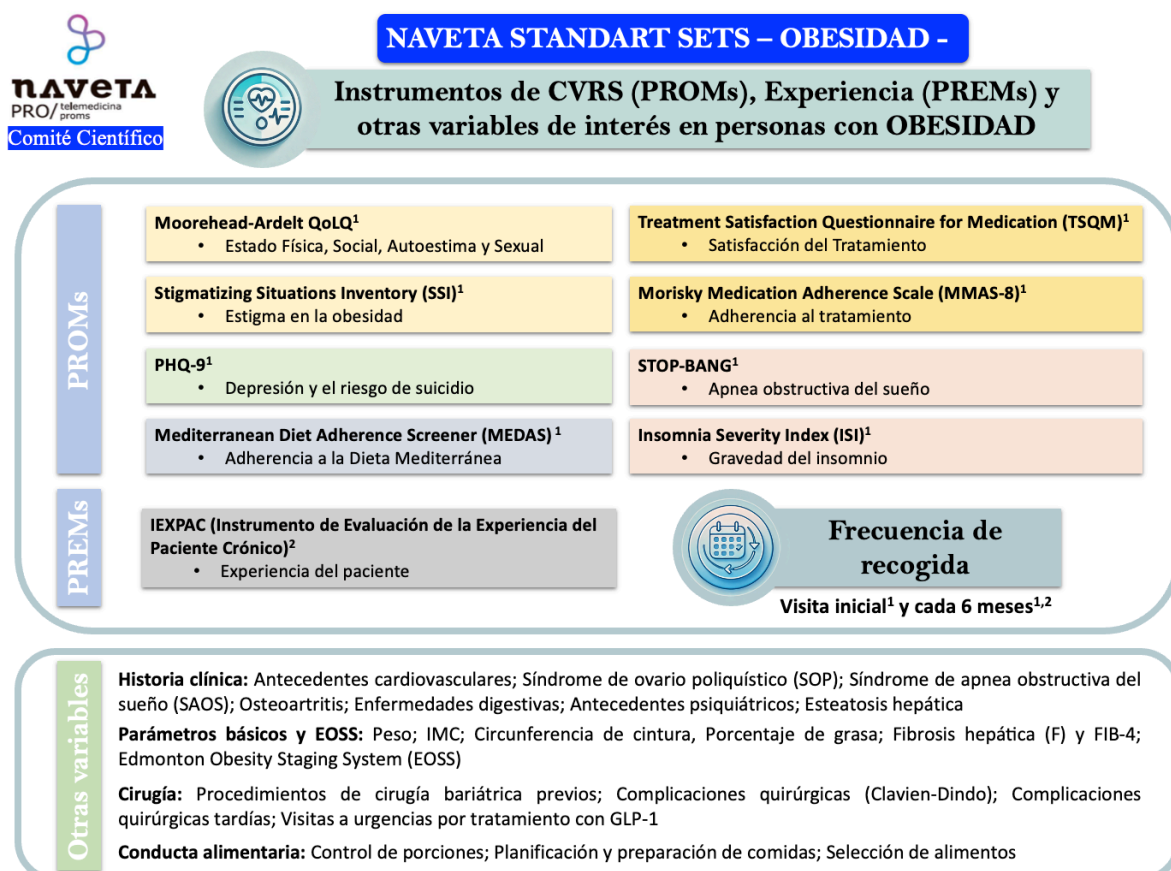 NAVETA STANDART SETS – OBESIDAD -
naveta
PRO/ telemedicina
proms
Comité Científico
Instrumentos de CVRS (PROMs), Experiencia (PREMs) y
otras variables de interés en personas con OBESIDAD
PROMs
Moorehead-Ardelt QoLQ¹
• Estado Física, Social, Autoestima y Sexual
Treatment Satisfaction Questionnaire for Medication (TSQM)¹
• Satisfacción del Tratamiento
Stigmatizing Situations Inventory (SSI)¹
• Estigma en la obesidad
Morisky Medication Adherence Scale (MMAS-8)¹
• Adherencia al tratamiento
PHQ-9¹
• Depresión y el riesgo de suicidio
STOP-BANG¹
• Apnea obstructiva del sueño
Mediterranean Diet Adherence Screener (MEDAS) ¹
• Adherencia a la Dieta Mediterránea
Insomnia Severity Index (ISI)¹
• Gravedad del insomnio
PREMs
IEXPAC (Instrumento de Evaluación de la Experiencia del
Paciente Crónico)²
• Experiencia del paciente
Frecuencia de
recogida
Visita inicial¹ y cada 6 meses¹,²
Otras variables
Historia clínica: Antecedentes cardiovasculares; Síndrome de ovario poliquístico (SOP); Síndrome de apnea obstructiva del
sueño (SAOS); Osteoartritis; Enfermedades digestivas; Antecedentes psiquiátricos; Esteatosis hepática
Parámetros básicos y EOSS: Peso; IMC; Circunferencia de cintura, Porcentaje de grasa; Fibrosis hepática (F) y FIB-4;
Edmonton Obesity Staging System (EOSS)
Cirugía: Procedimientos de cirugía bariátrica previos; Complicaciones quirúrgicas (Clavien-Dindo); Complicaciones
quirúrgicas tardías; Visitas a urgencias por tratamiento con GLP-1
Conducta alimentaria: Control de porciones; Planificación y preparación de comidas; Selección de alimentos